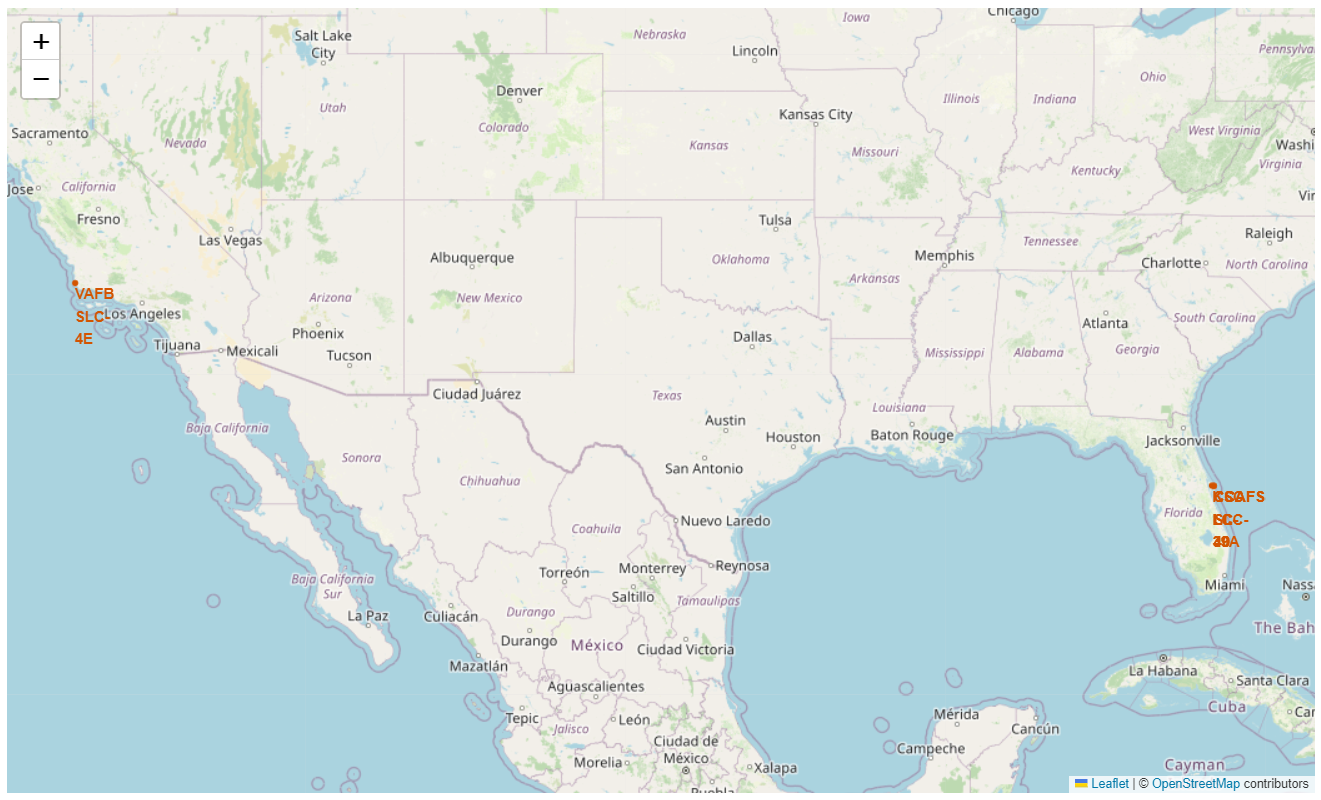 +
−
Chicago
Iowa
Nebraska
Salt Lake
City
Lincoln
Pennsylva
Ohio
Denver
Utah
Illinois
Indiana
Kansas City
Colorado
Sacramento
West Virginia
Nevada
Kansas
Missouri
Washi
Virginia
Kentucky
Jose
California
Vir
Fresno
Tulsa
Las Vegas
Raleigh
Tennessee
Albuquerque
Memphis
Oklahoma
Charlotte
North Carolina
Arkansas
VAFB
SLC-
4E
Arizona
New Mexico
Los Angeles
South Carolina
Atlanta
Phoenix
Dallas
Tijuana
Mexicali
Tucson
Mississippi
Alabama
Georgia
Ciudad Juárez
Texas
Louisiana
Austin
Baja California
Houston
Baton Rouge
Jacksonville
Sonora
San Antonio
Chihuahua
Florida
Nuevo Laredo
Coahuila
Reynosa
Torreón
Monterrey
Baja California
Sur
Miami
Nass
Saltillo
Tamaulipas
La Paz
Culiacán
Durango
The Bah
Durango
México
Ciudad Victoria
Mazatlán
La Habana
Santa Clara
Aguascalientes
Cuba
Tepic
León
Mérida
Car
Jalisco
Cancún
Ciudad de
México
Campeche
Morelia
Xalapa
Cayman
Puebla
Leaflet | © OpenStreetMap contributors